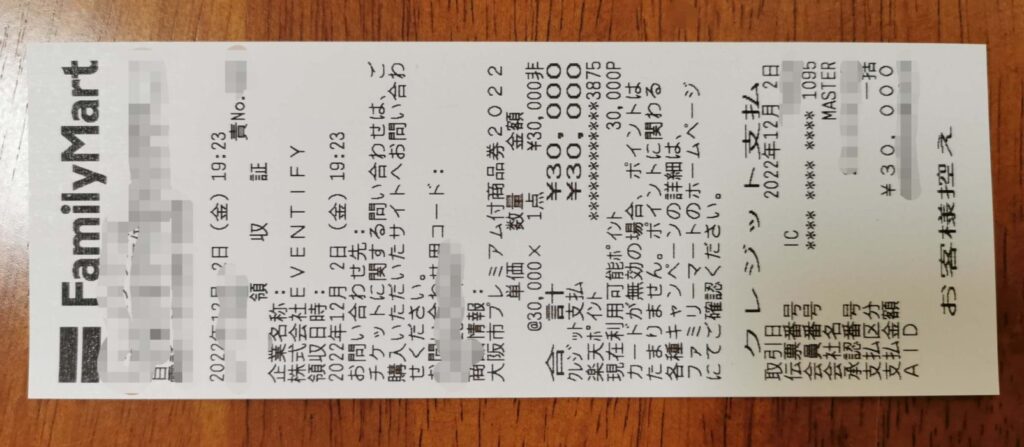 FamilyMart
2022年12月 2日 (金) 19:23
責No.
領 収 証
企業名称:
株式会社EVENTIFY
領収日時:
2022年12月 2日 (金) 19:23
お問い合わせ先:
チケットに関する問い合わせは、ご
購入いただいたサイトへお問い合わ
せください。
お問い合わせ用コード:
商品情報:
大阪市プレミアム付商品券2022
単価 数量 金額
@30,000× 1点 ¥30,000非
合 計 ¥30,000
クレジット支払 ¥30,000
楽天ポイント ************3875
現在利用可能ポイント 30,000P
カードが無効の場合、ポイントは
たまりません。ポイントに関わる
各種キャンペーンの詳細は、
ファミリーマートのホームページ
にてご確認ください。
クレジット支払
取引日 2022年12月 2日
伝票番号
会員番号 IC **** **** **** 1095
会社名 MASTER
承認番号
支払区分 一括
支払金額 ¥30,000
AID
お客様控え